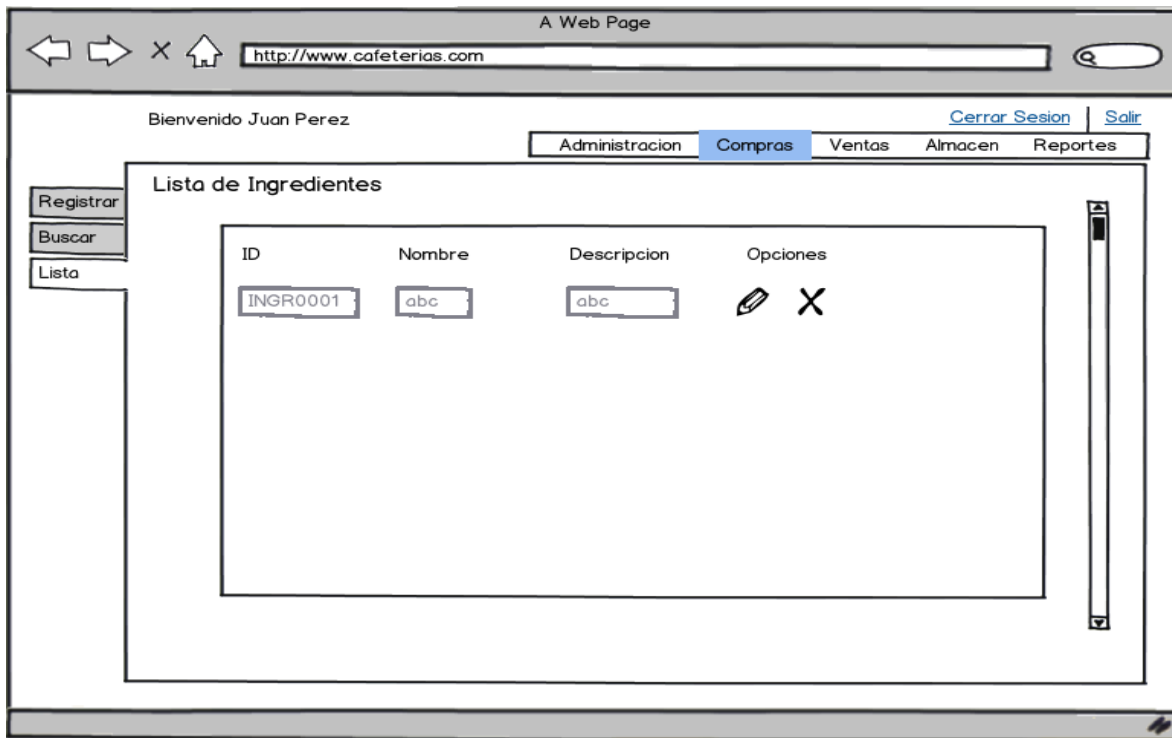 A Web Page
http://www.cafeterias.com
Bienvenido Juan Perez
Cerrar Sesion Salir
Administracion Compras Ventas Almacen Reportes
Lista de Ingredientes
Registrar
Buscar
Lista
ID Nombre Descripcion Opciones
INGR0001 abc abc